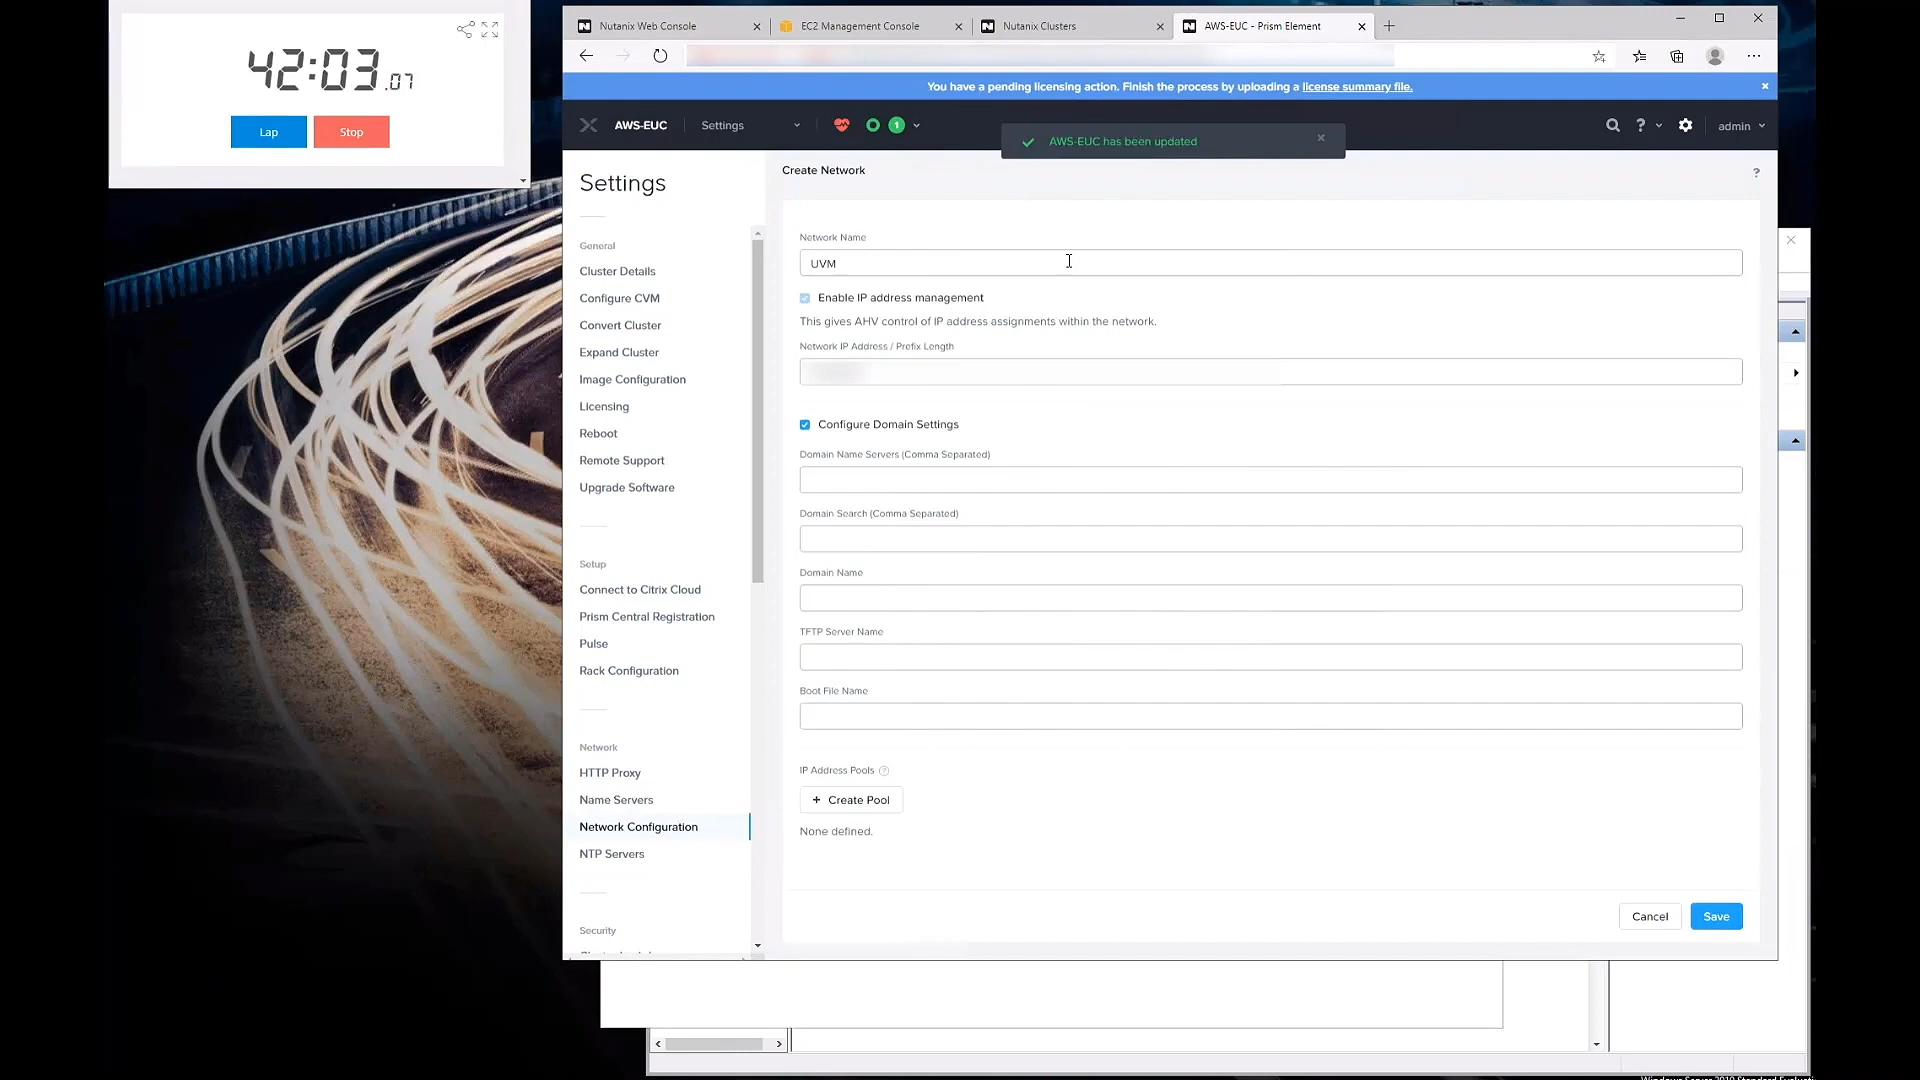 42:03.07
Lap
Stop
Nutanix Web Console
EC2 Management Console
Nutanix Clusters
AWS-EUC - Prism Element
You have a pending licensing action. Finish the process by uploading a license summary file.
AWS-EUC
Settings
1
?
admin
AWS-EUC has been updated
Settings
General
Cluster Details
Configure CVM
Convert Cluster
Expand Cluster
Image Configuration
Licensing
Reboot
Remote Support
Upgrade Software
Setup
Connect to Citrix Cloud
Prism Central Registration
Pulse
Rack Configuration
Network
HTTP Proxy
Name Servers
Network Configuration
NTP Servers
Security
Create Network
?
Network Name
UVM
Enable IP address management
This gives AHV control of IP address assignments within the network.
Network IP Address / Prefix Length
Configure Domain Settings
Domain Name Servers (Comma Separated)
Domain Search (Comma Separated)
Domain Name
TFTP Server Name
Boot File Name
IP Address Pools ?
+ Create Pool
None defined.
Cancel
Save